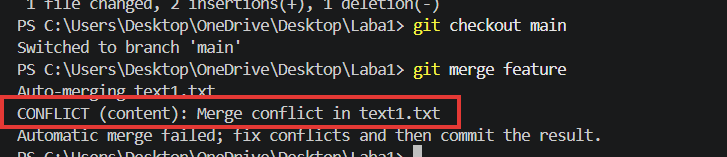 1 file changed, 2 insertions(+), 1 deletion(-)
PS C:\Users\Desktop\OneDrive\Desktop\Laba1> git checkout main
Switched to branch 'main'
PS C:\Users\Desktop\OneDrive\Desktop\Laba1> git merge feature
Auto-merging text1.txt
CONFLICT (content): Merge conflict in text1.txt
Automatic merge failed; fix conflicts and then commit the result.
PS C:\Users\Desktop\OneDrive\Desktop\Laba1>